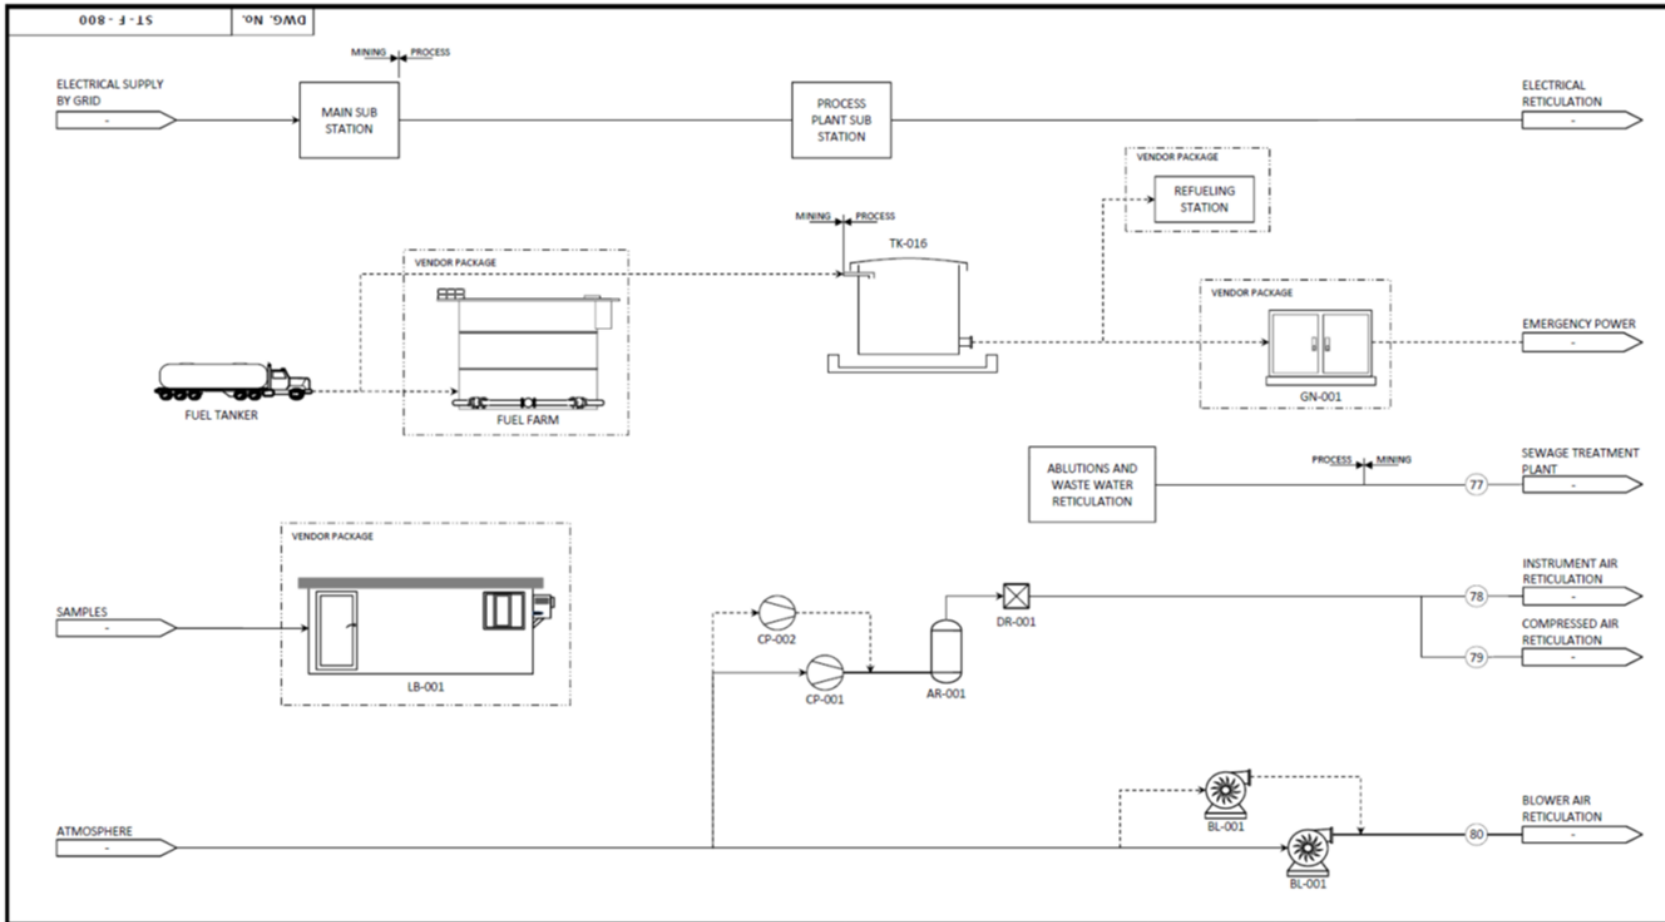 ST - F - 800
DWG. No.
MINING
PROCESS
ELECTRICAL SUPPLY
BY GRID
-
MAIN SUB
STATION
PROCESS
PLANT SUB
STATION
ELECTRICAL
RETICULATION
-
VENDOR PACKAGE
REFUELING
STATION
MINING
PROCESS
TK-016
VENDOR PACKAGE
FUEL TANKER
FUEL FARM
VENDOR PACKAGE
GN-001
EMERGENCY POWER
-
ABLUTIONS AND
WASTE WATER
RETICULATION
PROCESS
MINING
77
SEWAGE TREATMENT
PLANT
-
VENDOR PACKAGE
SAMPLES
-
LB-001
CP-002
CP-001
AR-001
DR-001
78
INSTRUMENT AIR
RETICULATION
-
79
COMPRESSED AIR
RETICULATION
-
ATMOSPHERE
-
BL-001
BL-001
80
BLOWER AIR
RETICULATION
-